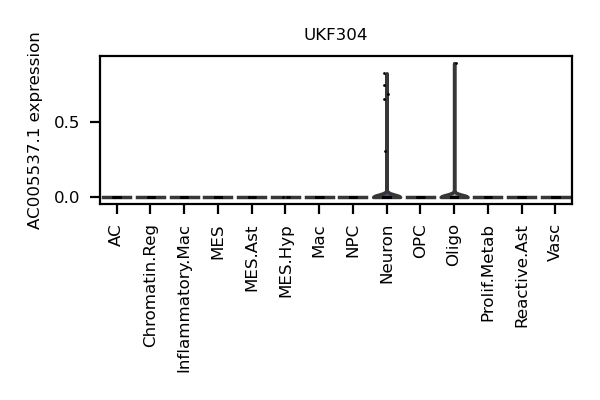 UKF304
AC005537.1 expression
0.5
0.0
AC
Chromatin.Reg
Inflammatory.Mac
MES
MES.Ast
MES.Hyp
Mac
NPC
Neuron
OPC
Oligo
Prolif.Metab
Reactive.Ast
Vasc